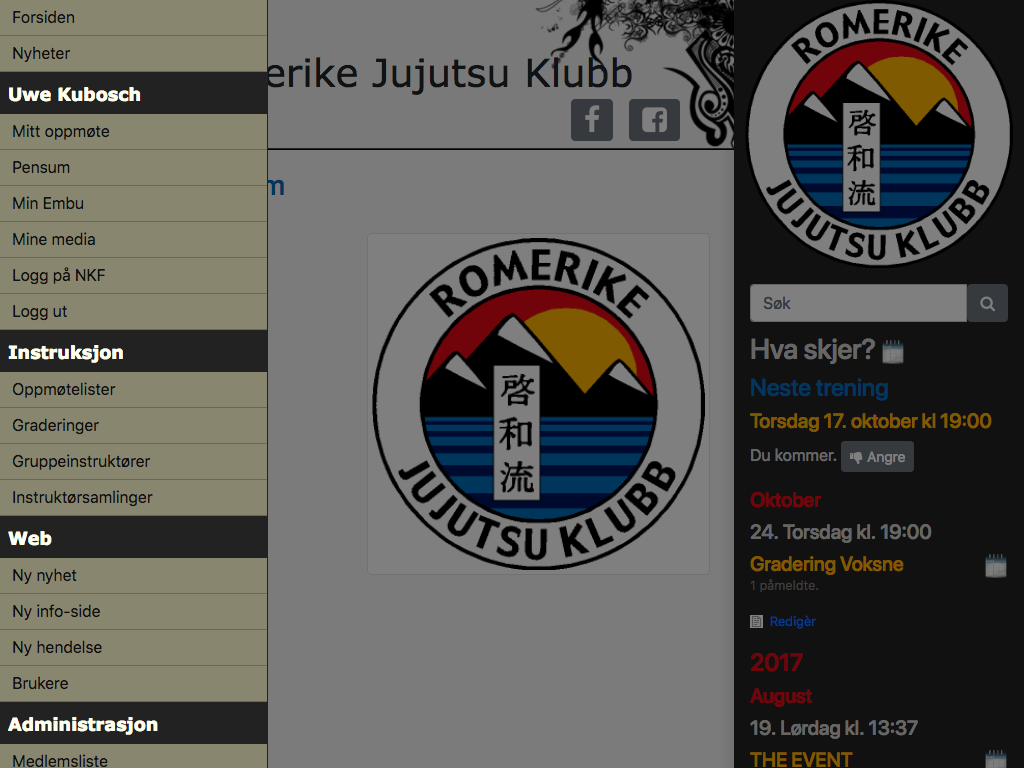 Forsiden
Nyheter
Uwe Kubosch
Mitt oppmøte
Pensum
Min Embu
Mine media
Logg på NKF
Logg ut
Instruksjon
Oppmøtelister
Graderinger
Gruppeinstruktører
Instruktørsamlinger
Web
Ny nyhet
Ny info-side
Ny hendelse
Brukere
Administrasjon
Medlemsliste
erike Jujutsu Klubb
m
ROMERIKE
啓和流
JUJUTSU KLUBB
ROMERIKE
啓和流
JUJUTSU KLUBB
Søk
Hva skjer?
Neste trening
Torsdag 17. oktober kl 19:00
Du kommer. Angre
Oktober
24. Torsdag kl. 19:00
Gradering Voksne
1 påmeldte.
Redigèr
2017
August
19. Lørdag kl. 13:37
THE EVENT